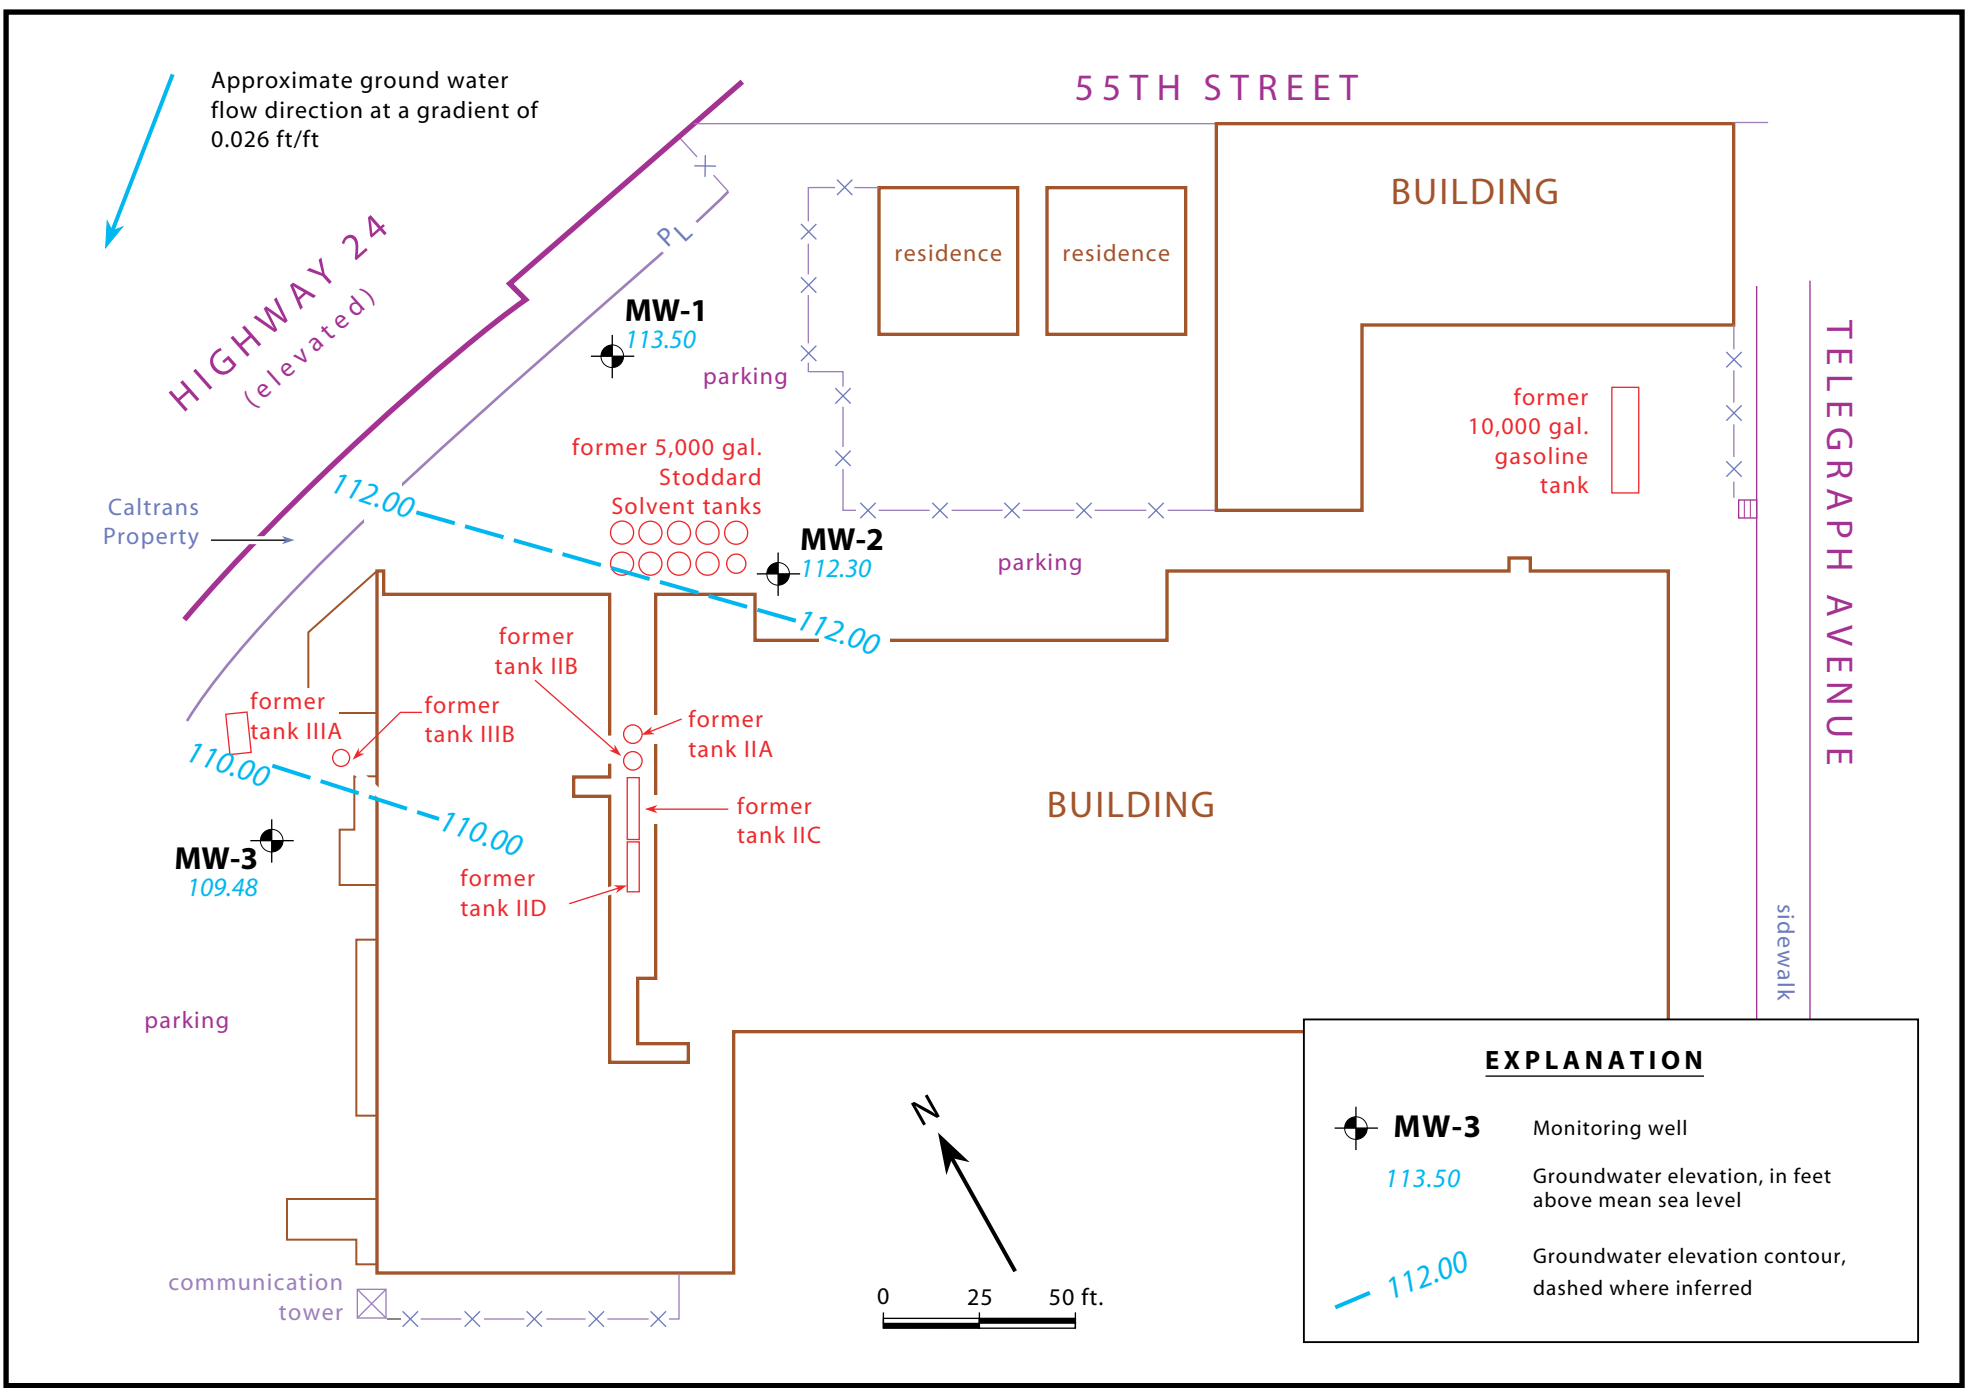 Approximate ground water
flow direction at a gradient of
0.026 ft/ft
55TH STREET
HIGHWAY 24
(elevated)
PL
BUILDING
residence
residence
MW-1
113.50
parking
TELEGRAPH AVENUE
former
10,000 gal.
gasoline
tank
former 5,000 gal.
Stoddard
Solvent tanks
112.00
Caltrans
Property
MW-2
112.30
parking
112.00
former
tank IIB
former
tank IIIA
former
tank IIIB
former
tank IIA
110.00
110.00
former
tank IIC
BUILDING
MW-3
109.48
former
tank IID
sidewalk
parking
N
communication
tower
0 25 50 ft.
EXPLANATION
MW-3 Monitoring well
113.50 Groundwater elevation, in feet
above mean sea level
112.00 Groundwater elevation contour,
dashed where inferred